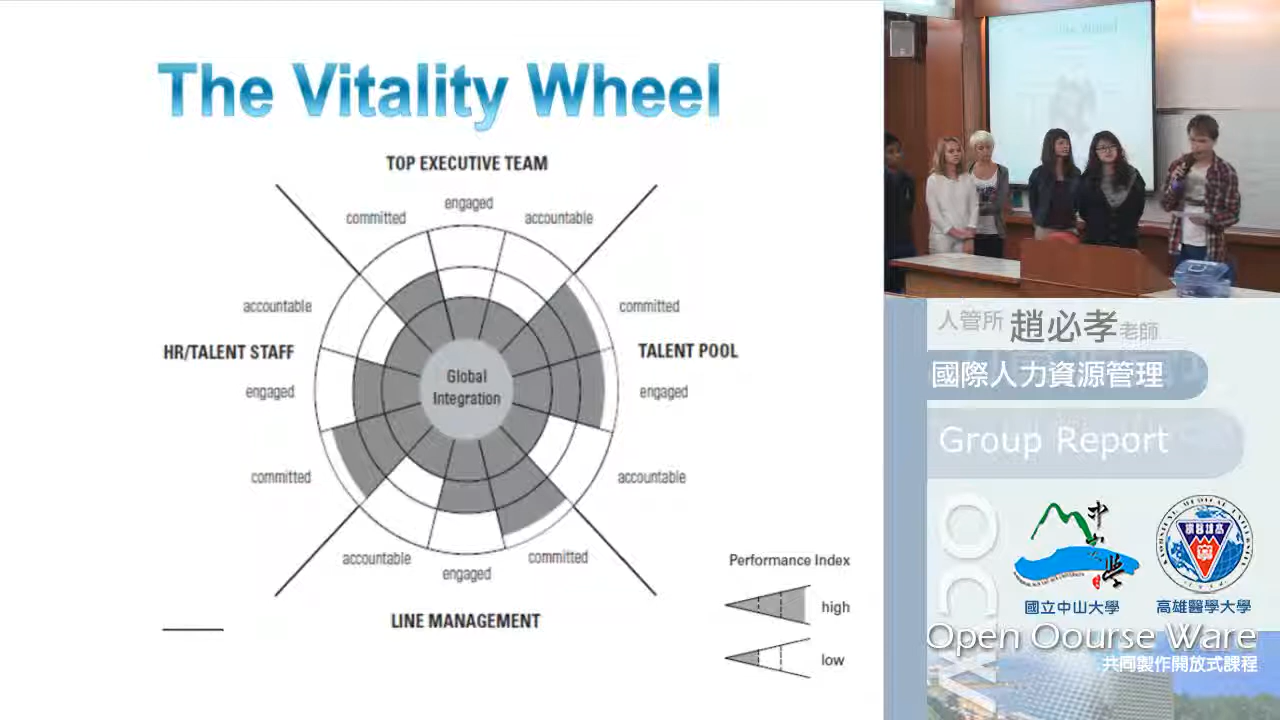 The Vitality Wheel
TOP EXECUTIVE TEAM
committed
engaged
accountable
accountable
committed
HR/TALENT STAFF
TALENT POOL
Global
Integration
engaged
engaged
committed
accountable
accountable
engaged
committed
LINE MANAGEMENT
Performance Index
high
low
人管所 趙必孝老師
國際人力資源管理
Group Report
OCW
國立中山大學
高雄醫學大學
Open Oourse Ware
共同製作開放式課程